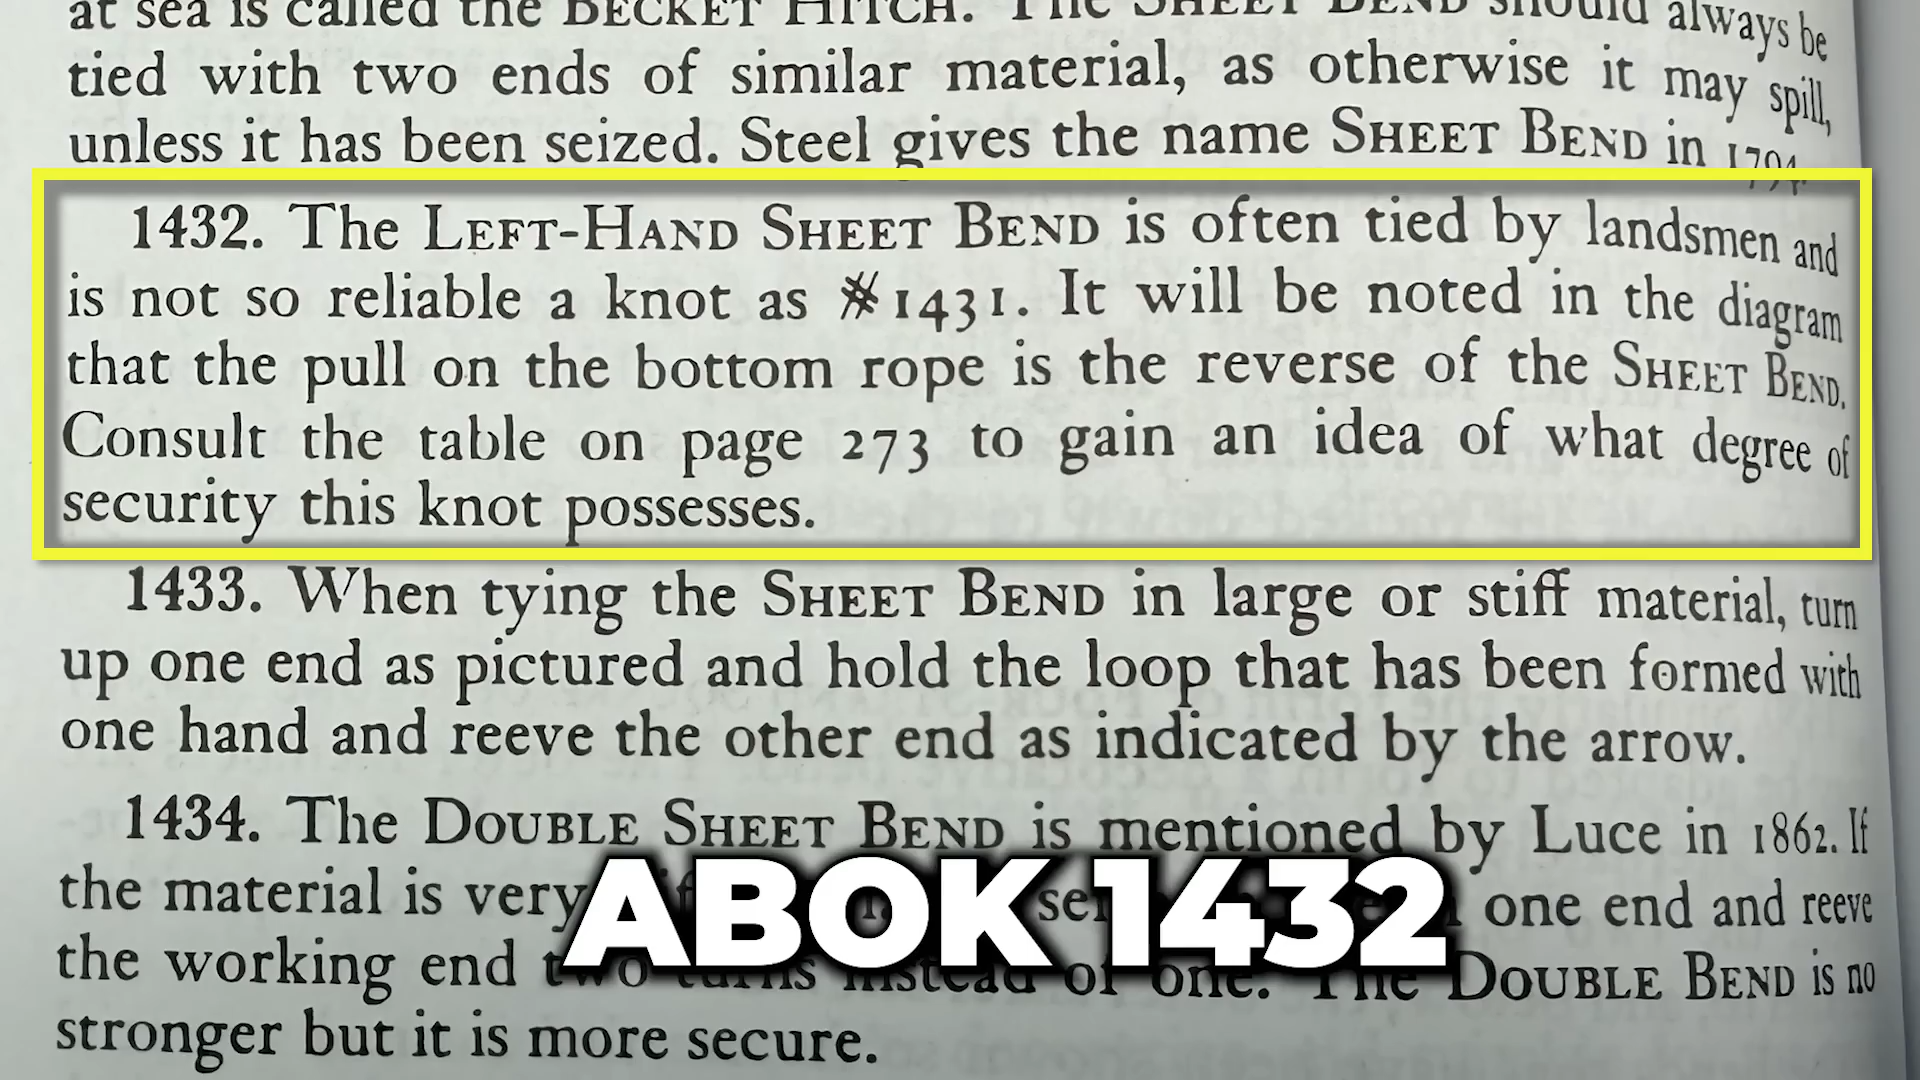 at sea is called the BECKET HITCH. The SHEET BEND should always be
tied with two ends of similar material, as otherwise it may spill,
unless it has been seized. Steel gives the name SHEET BEND in 1794.
1432. The LEFT-HAND SHEET BEND is often tied by landsmen and
is not so reliable a knot as #1431. It will be noted in the diagram
that the pull on the bottom rope is the reverse of the SHEET BEND.
Consult the table on page 273 to gain an idea of what degree of
security this knot possesses.
1433. When tying the SHEET BEND in large or stiff material, turn
up one end as pictured and hold the loop that has been formed with
one hand and reeve the other end as indicated by the arrow.
1434. The DOUBLE SHEET BEND is mentioned by Luce in 1862. If
the material is very one end and reeve
ABOK 1432
the working end two turns instead of one. The DOUBLE BEND is no
stronger but it is more secure.